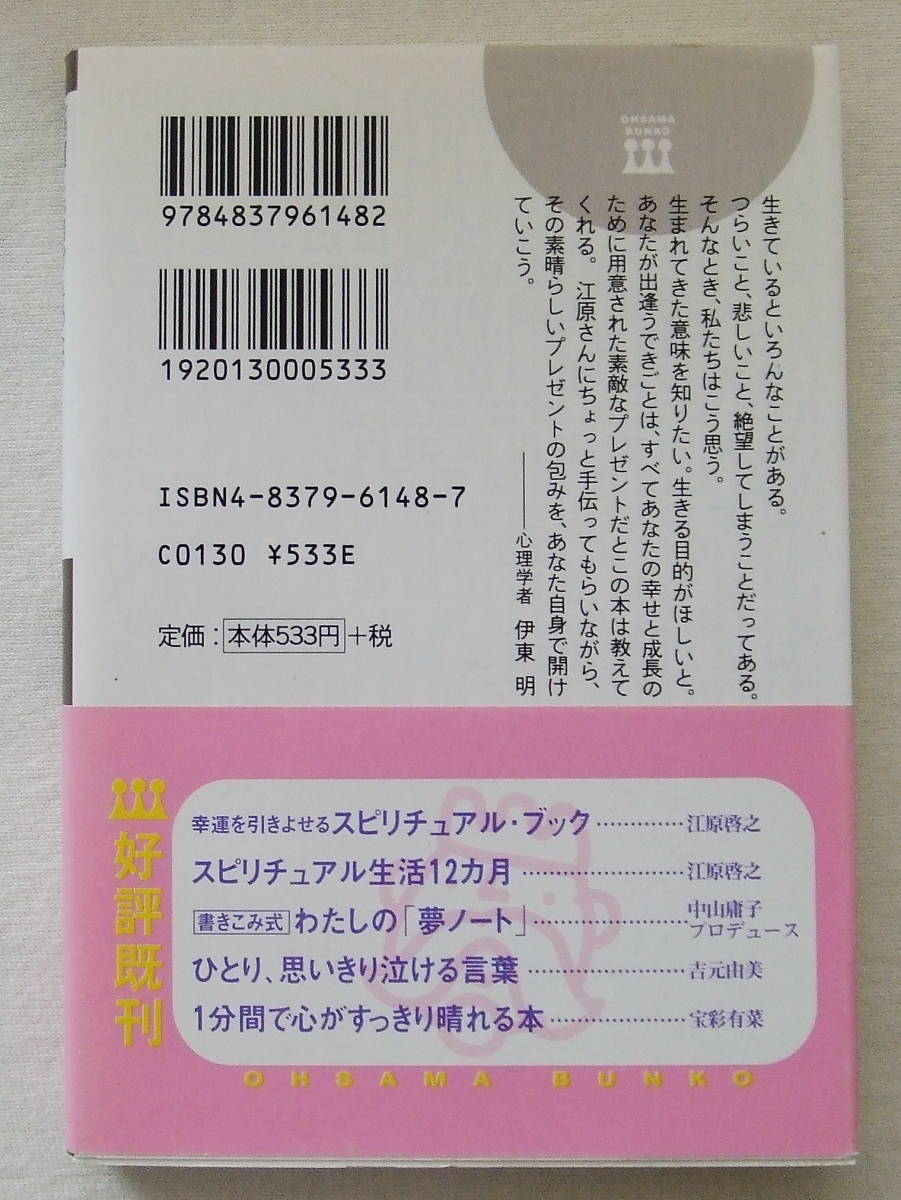 OHSAMA
BUNKO
9784837961482
1920130005333
ISBN4-8379-6148-7
C0130 ¥533E
定価：本体533円+税
生きているといろんなことがある。
つらいこと、悲しいこと、絶望してしまうことだってある。
そんなとき、私たちはこう思う。
生まれてきた意味を知りたい。生きる目的がほしいと。
あなたが出逢うできごとは、すべてあなたの幸せと成長の
ために用意された素敵なプレゼントだとこの本は教えて
くれる。江原さんにちょっと手伝ってもらいながら、
その素晴らしいプレゼントの包みを、あなた自身で開け
ていこう。
――心理学者 伊東 明
好評既刊
幸運を引きよせるスピリチュアル・ブック…………江原啓之
スピリチュアル生活12カ月…………江原啓之
書きこみ式 わたしの「夢ノート」…………中山庸子
プロデュース
ひとり、思いきり泣ける言葉…………吉元由美
1分間で心がすっきり晴れる本…………宝彩有菜
OHSAMA BUNKO